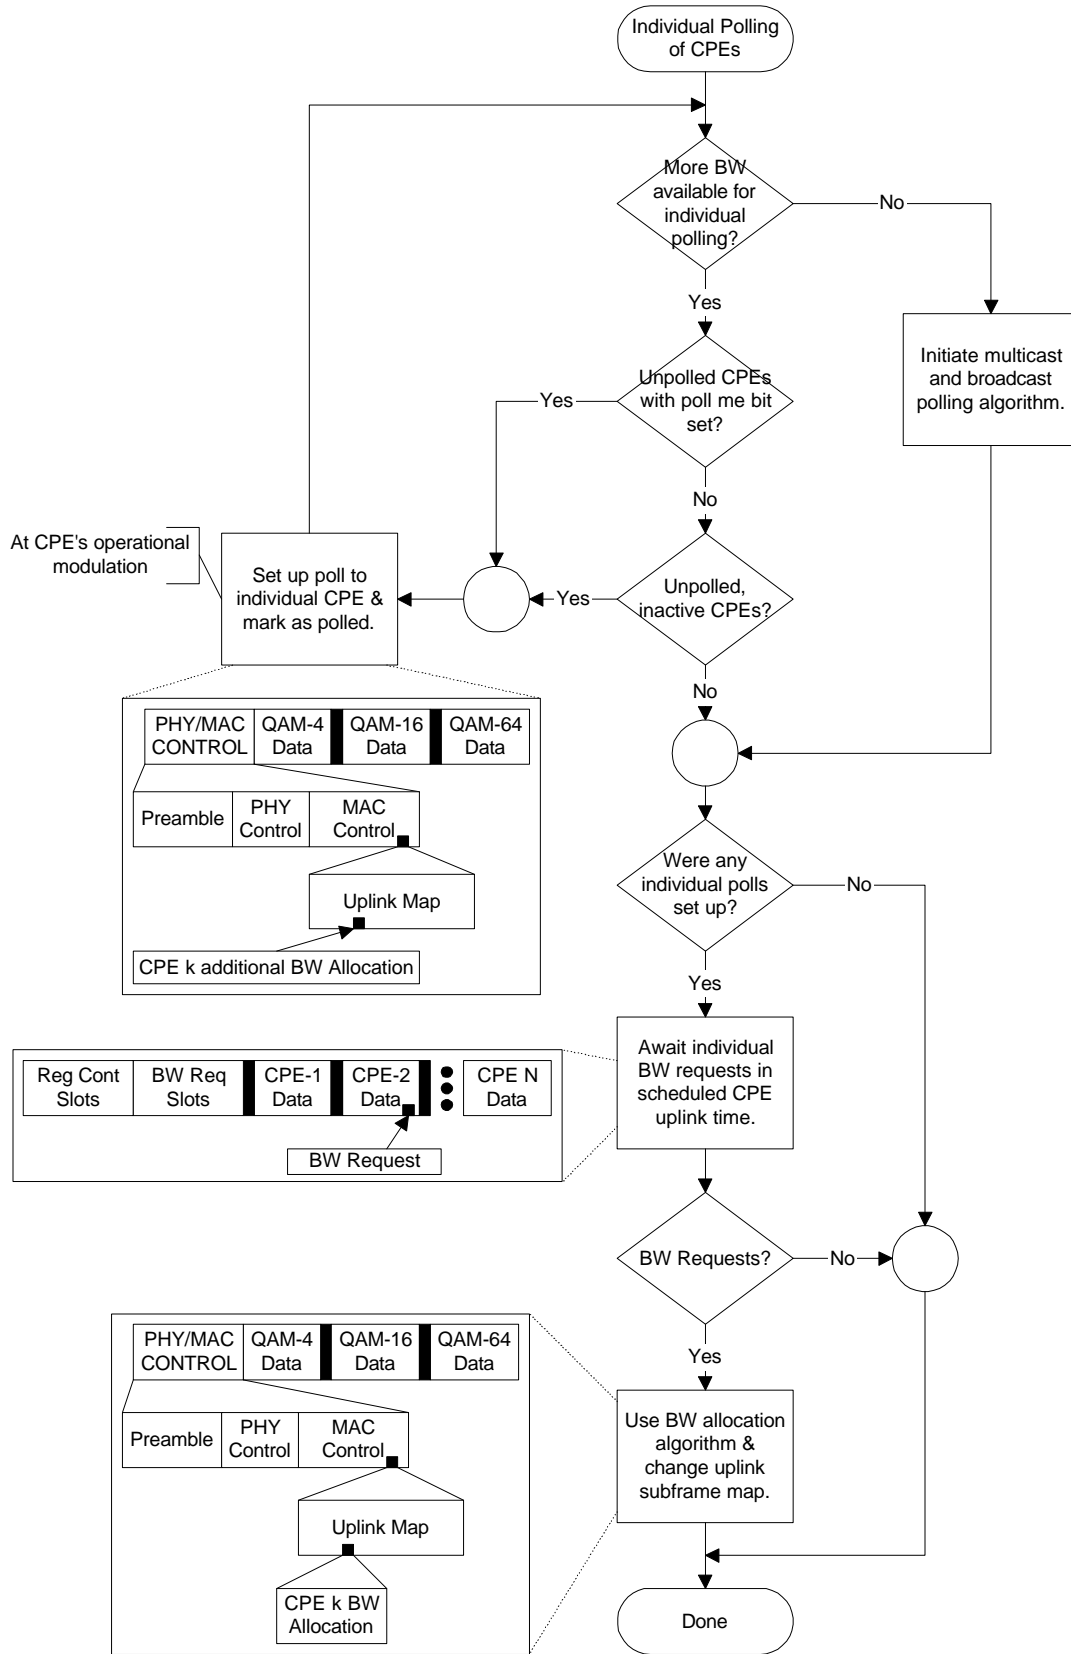 Individual Polling
of CPEs
More BW
available for
individual
polling?
No
Yes
Initiate multicast
and broadcast
polling algorithm.
Unpolled CPEs
with poll me bit
set?
Yes
No
At CPE's operational
modulation
Set up poll to
individual CPE &
mark as polled.
Unpolled,
inactive CPEs?
Yes
No
PHY/MAC
CONTROL
QAM-4
Data
QAM-16
Data
QAM-64
Data
Preamble
PHY
Control
MAC
Control
Uplink Map
CPE k additional BW Allocation
Were any
individual polls
set up?
No
Yes
Await individual
BW requests in
scheduled CPE
uplink time.
Reg Cont
Slots
BW Req
Slots
CPE-1
Data
CPE-2
Data
CPE N
Data
BW Request
BW Requests?
No
Yes
PHY/MAC
CONTROL
QAM-4
Data
QAM-16
Data
QAM-64
Data
Preamble
PHY
Control
MAC
Control
Uplink Map
CPE k BW
Allocation
Use BW allocation
algorithm &
change uplink
subframe map.
Done